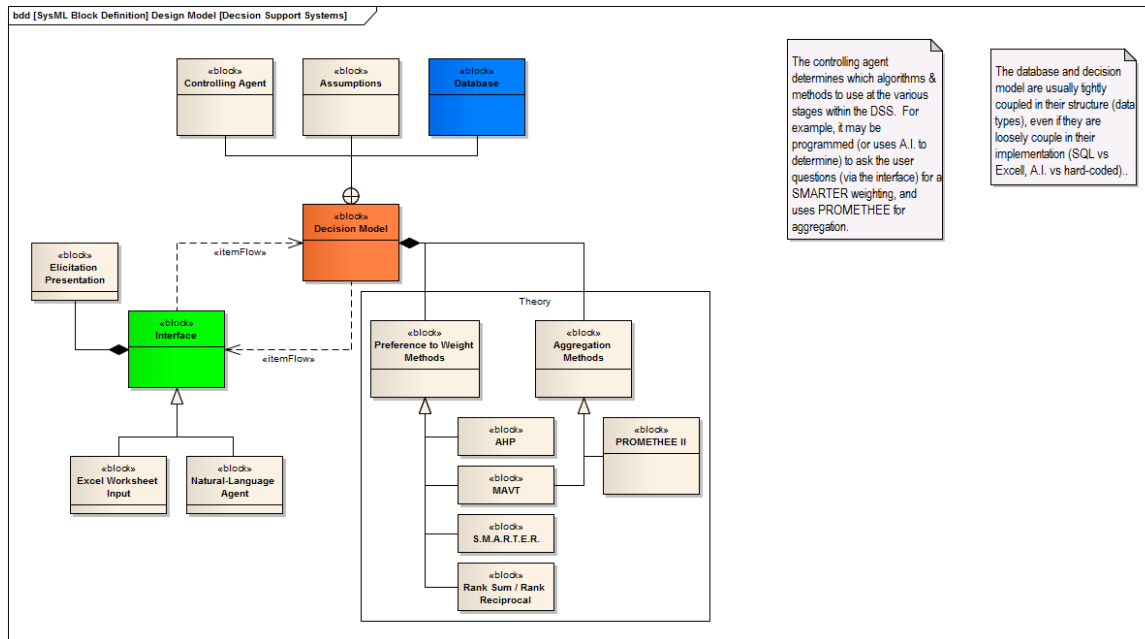 bdd [SysML Block Definition] Design Model [Decsion Support Systems]
«block»
Controlling Agent
«block»
Assumptions
«block»
Database
The controlling agent
determines which algorithms &
methods to use at the various
stages within the DSS. For
example, it may be
programmed (or uses A.I. to
determine) to ask the user
questions (via the interface) for a
SMARTER weighting, and
uses PROMETHEE for
aggregation.
The database and decision
model are usually tightly
coupled in their structure (data
types), even if they are
loosely couple in their
implementation (SQL vs
Excell, A.I. vs hard-coded)..
«block»
Decision Model
«itemFlow»
«block»
Elicitation
Presentation
«block»
Interface
«itemFlow»
Theory
«block»
Preference to Weight
Methods
«block»
Aggregation
Methods
«block»
AHP
«block»
PROMETHEE II
«block»
MAVT
«block»
Excel Worksheet
Input
«block»
Natural-Language
Agent
«block»
S.M.A.R.T.E.R.
«block»
Rank Sum / Rank
Reciprocal